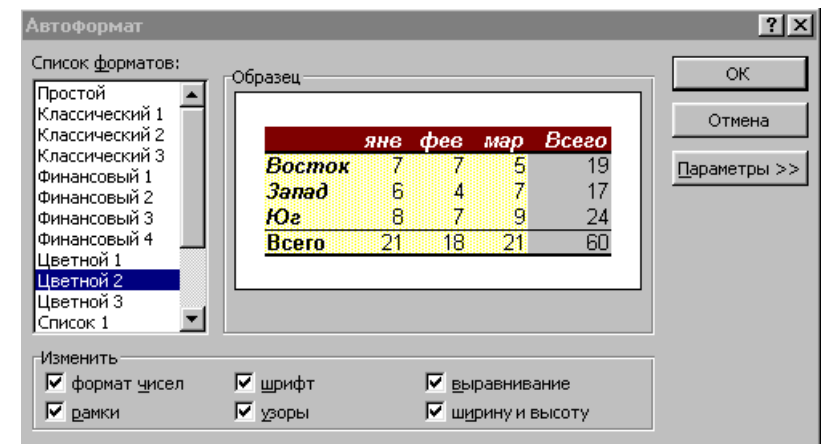 Автоформат
Список форматов:
Простой
Классический 1
Классический 2
Классический 3
Финансовый 1
Финансовый 2
Финансовый 3
Финансовый 4
Цветной 1
Цветной 2
Цветной 3
Список 1
Образец
янв фев мар Всего
Восток 7 7 5 19
Запад 6 4 7 17
Юг 8 7 9 24
Всего 21 18 21 60
ОК
Отмена
Параметры >>
Изменить
формат чисел шрифт выравнивание
рамки узоры ширину и высоту